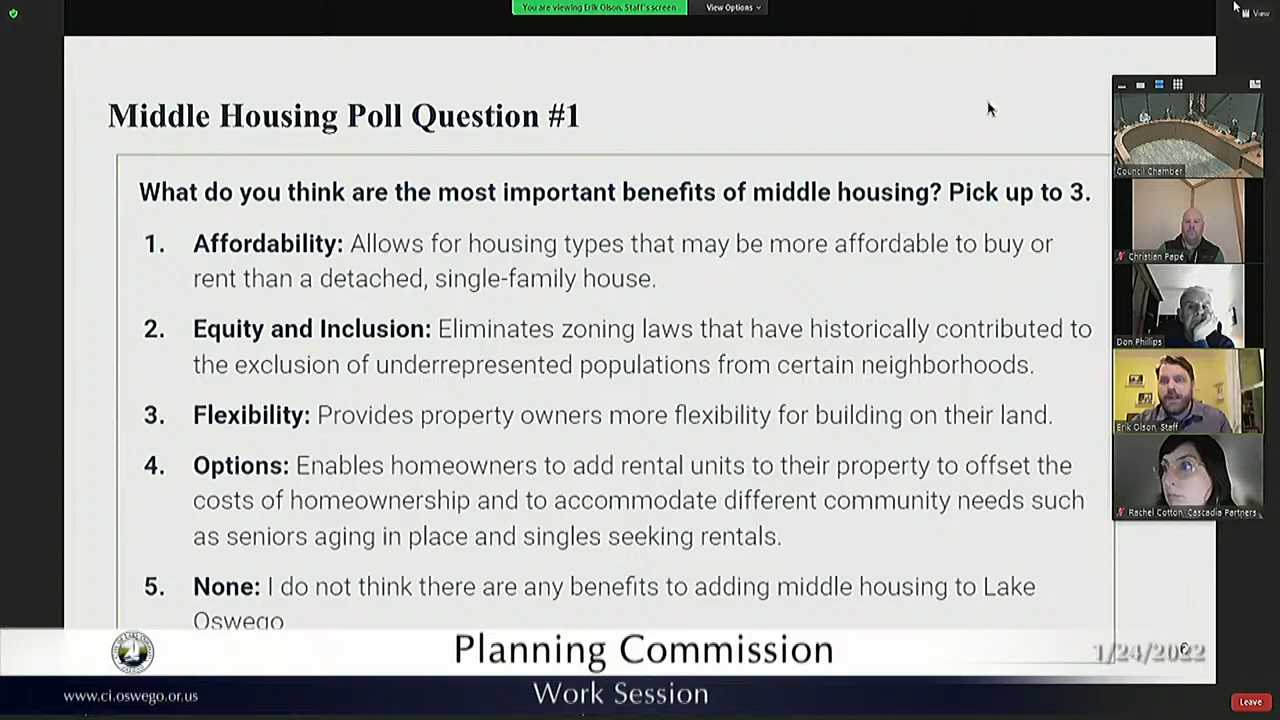 You are viewing Erik Olson, Staff's screen
View Options
View
Middle Housing Poll Question #1
What do you think are the most important benefits of middle housing? Pick up to 3.
1. Affordability: Allows for housing types that may be more affordable to buy or
rent than a detached, single-family house.
2. Equity and Inclusion: Eliminates zoning laws that have historically contributed to
the exclusion of underrepresented populations from certain neighborhoods.
3. Flexibility: Provides property owners more flexibility for building on their land.
4. Options: Enables homeowners to add rental units to their property to offset the
costs of homeownership and to accommodate different community needs such
as seniors aging in place and singles seeking rentals.
5. None: I do not think there are any benefits to adding middle housing to Lake
Oswego
Council Chamber
Christian Papé
Don Phillips
Erik Olson, Staff
Rachel Cotton, Cascadia Partners
Planning Commission
1/24/2022
6
www.ci.oswego.or.us
Work Session
Leave